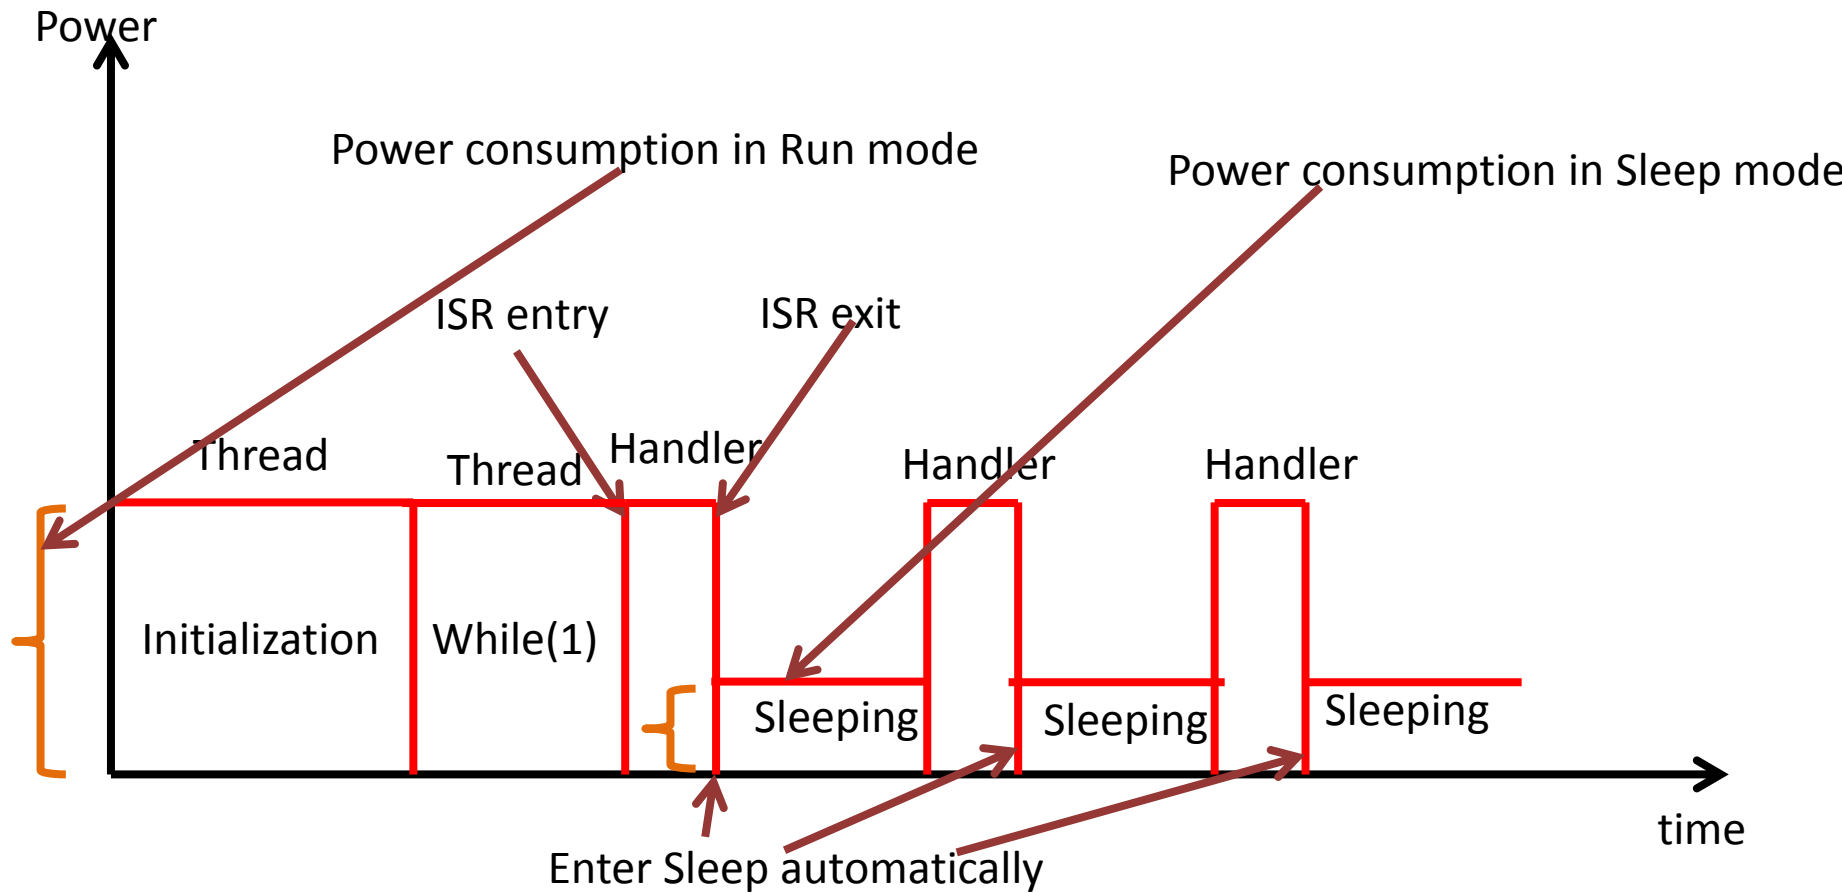 Power
Power consumption in Run mode
Power consumption in Sleep mode
ISR entry
ISR exit
Thread
Thread
Handler
Handler
Handler
Initialization
While(1)
Sleeping
Sleeping
Sleeping
time
Enter Sleep automatically